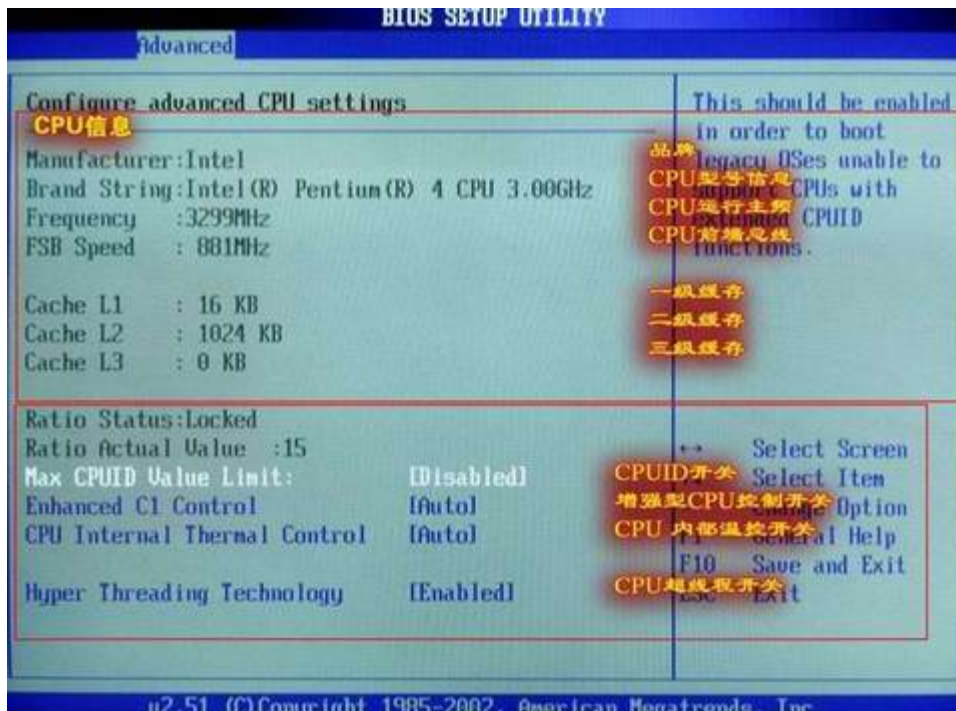 BIOS SETUP UTILITY
Advanced
Configure advanced CPU settings
CPU信息
Manufacturer:Intel
Brand String:Intel(R) Pentium(R) 4 CPU 3.00GHz
Frequency :3299MHz
FSB Speed : 881MHz
Cache L1 : 16 KB
Cache L2 : 1024 KB
Cache L3 : 0 KB
Ratio Status:Locked
Ratio Actual Value :15
Max CPUID Value Limit: [Disabled]
Enhanced C1 Control [Auto]
CPU Internal Thermal Control [Auto]
Hyper Threading Technology [Enabled]
This should be enabled
in order to boot
legacy OSes unable to
support CPUs with
extended CPUID
functions.
品牌
CPU型号信息
CPU运行主频
CPU前端总线
一级缓存
二级缓存
三级缓存
CPUID开关
增强型CPU控制开关
CPU 内部温控开关
CPU超线程开关
↔ Select Screen
Select Item
Option
F1 General Help
F10 Save and Exit
ESC Exit
v2.51 (C)Copyright 1985-2002, American Megatrends, Inc